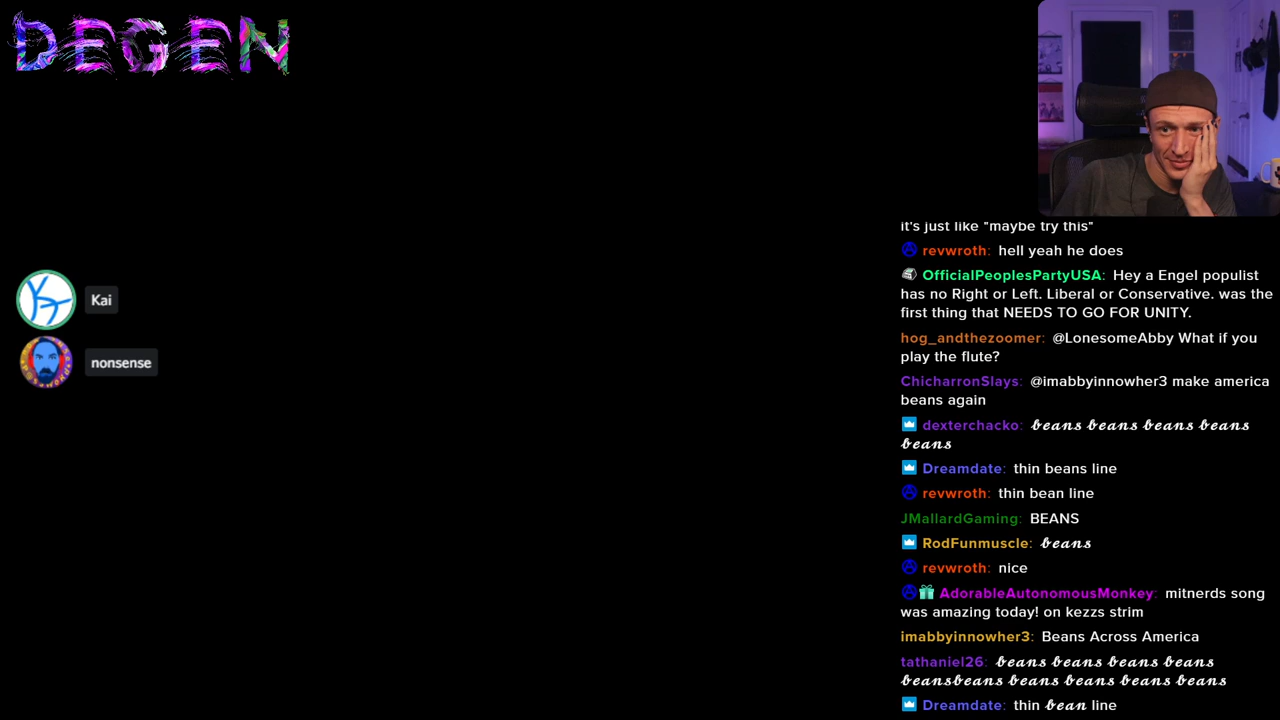 DEGEN
Kai
nonsense
it's just like "maybe try this"
revwroth: hell yeah he does
OfficialPeoplesPartyUSA: Hey a Engel populist
has no Right or Left. Liberal or Conservative. was the
first thing that NEEDS TO GO FOR UNITY.
hog_andthezoomer: @LonesomeAbby What if you
play the flute?
ChicharronSlays: @imabbyinnowher3 make america
beans again
dexterchacko: beans beans beans beans
beans
Dreamdate: thin beans line
revwroth: thin bean line
JMallardGaming: BEANS
RodFunmuscle: beans
revwroth: nice
AdorableAutonomousMonkey: mitnerds song
was amazing today! on kezzs strim
imabbyinnowher3: Beans Across America
tathaniel26: beans beans beans beans
beansbeans beans beans beans beans
Dreamdate: thin bean line